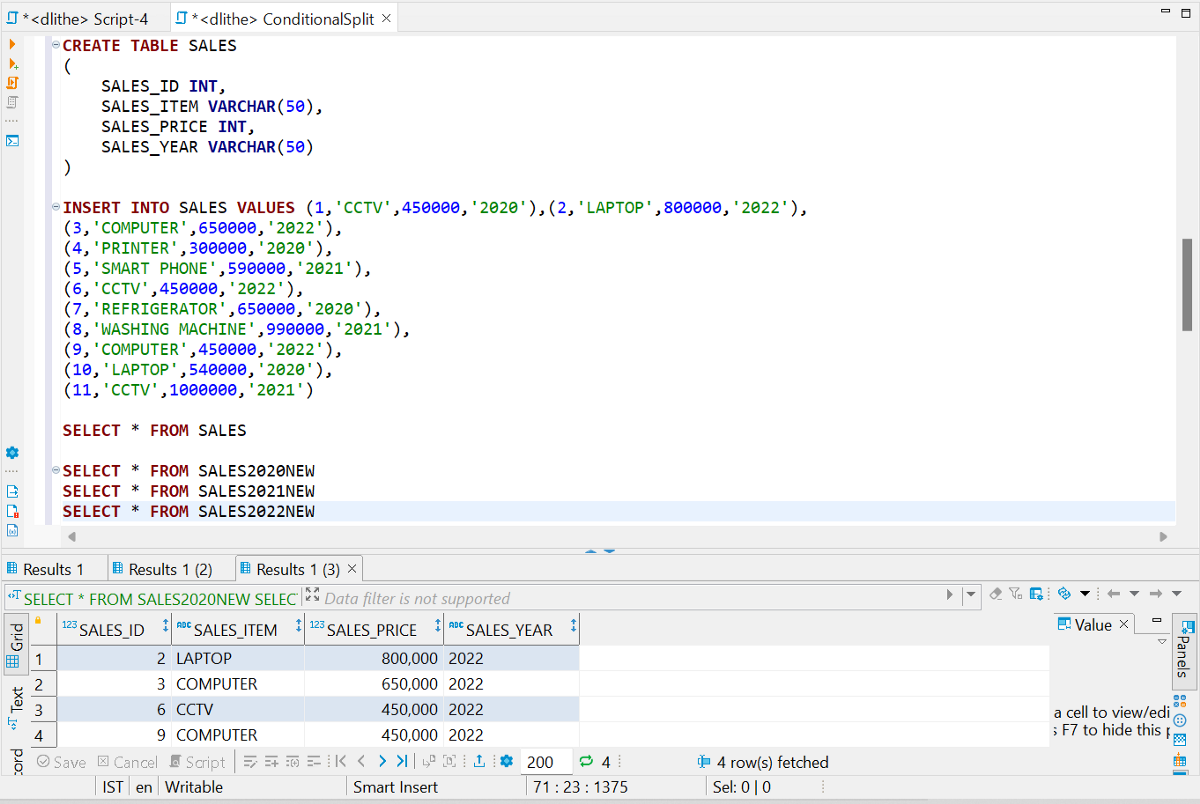 *<dlithe> Script-4
*<dlithe> ConditionalSplit
CREATE TABLE SALES
(
SALES_ID INT,
SALES_ITEM VARCHAR(50),
SALES_PRICE INT,
SALES_YEAR VARCHAR(50)
)
INSERT INTO SALES VALUES (1,'CCTV',450000,'2020'),(2,'LAPTOP',800000,'2022'),
(3,'COMPUTER',650000,'2022'),
(4,'PRINTER',300000,'2020'),
(5,'SMART PHONE',590000,'2021'),
(6,'CCTV',450000,'2022'),
(7,'REFRIGERATOR',650000,'2020'),
(8,'WASHING MACHINE',990000,'2021'),
(9,'COMPUTER',450000,'2022'),
(10,'LAPTOP',540000,'2020'),
(11,'CCTV',1000000,'2021')
SELECT * FROM SALES
SELECT * FROM SALES2020NEW
SELECT * FROM SALES2021NEW
SELECT * FROM SALES2022NEW
Results 1 Results 1 (2) Results 1 (3)
SELECT * FROM SALES2020NEW SELEC Data filter is not supported
Grid
Text
ord
123 SALES_ID ABC SALES_ITEM 123 SALES_PRICE ABC SALES_YEAR
1 2 LAPTOP 800,000 2022
2 3 COMPUTER 650,000 2022
3 6 CCTV 450,000 2022
4 9 COMPUTER 450,000 2022
Value
Panels
a cell to view/edi
F7 to hide this
Save Cancel Script 200 4 4 row(s) fetched
IST en Writable Smart Insert 71 : 23 : 1375 Sel: 0 | 0